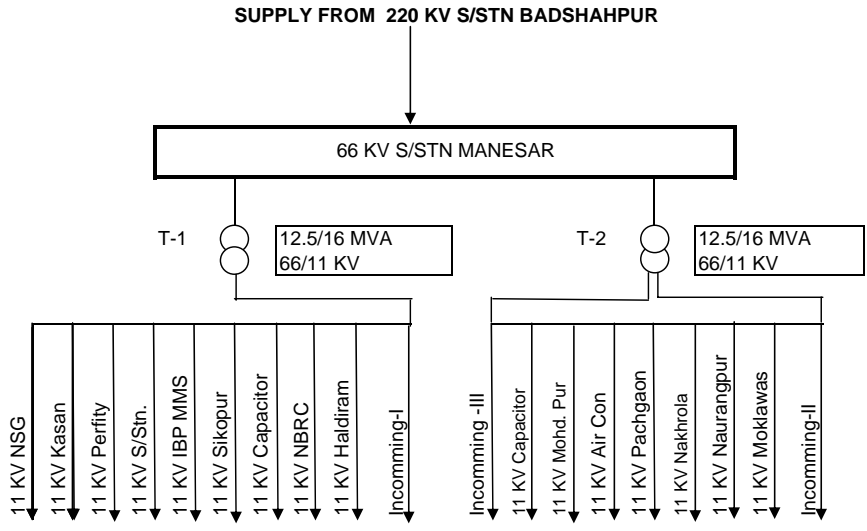 SUPPLY FROM 220 KV S/STN BADSHAHPUR
66 KV S/STN MANESAR
T-1
12.5/16 MVA
66/11 KV
T-2
12.5/16 MVA
66/11 KV
11 KV NSG
11 KV Kasan
11 KV Perfity
11 KV S/Stn.
11 KV IBP MMS
11 KV Sikopur
11 KV Capacitor
11 KV NBRC
11 KV Haldiram
Incomming-I
Incomming -III
11 KV Capacitor
11 KV Mohd. Pur
11 KV Air Con
11 KV Pachgaon
11 KV Nakhrola
11 KV Naurangpur
11 KV Moklawas
Incomming-II